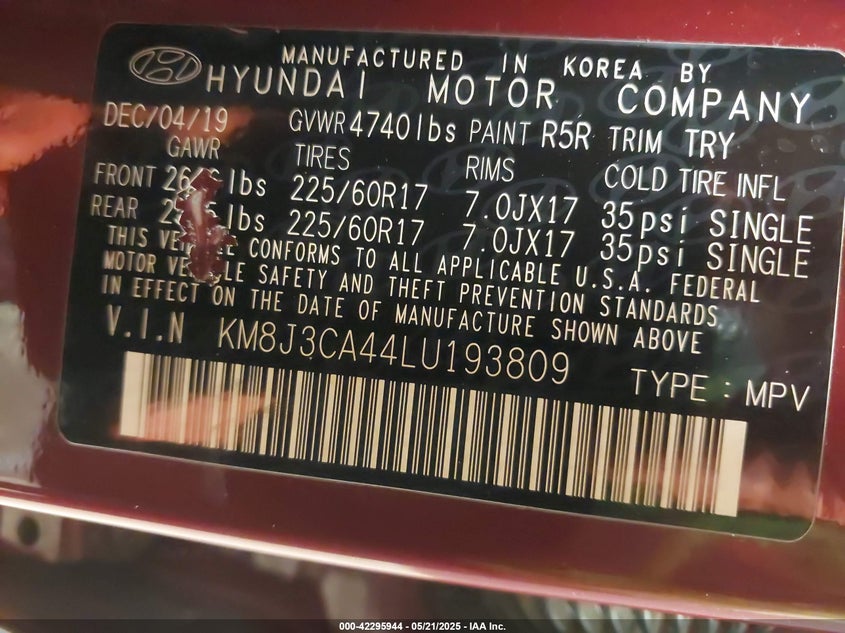 MANUFACTURED IN KOREA BY
HYUNDAI MOTOR COMPANY
DEC/04/19 GVWR 4740lbs PAINT R5R TRIM TRY
GAWR TIRES RIMS COLD TIRE INFL
FRONT lbs 225/60R17 7.0JX17 35psi SINGLE
REAR lbs 225/60R17 7.0JX17 35psi SINGLE
THIS CONFORMS TO ALL APPLICABLE U.S.A. FEDERAL
MOTOR SAFETY AND THEFT PREVENTION STANDARDS
IN EFFECT ON THE DATE OF MANUFACTURE SHOWN ABOVE
V.I.N KM8J3CA44LU193809 TYPE : MPV
000-42295944 - 05/21/2025 - IAA Inc.